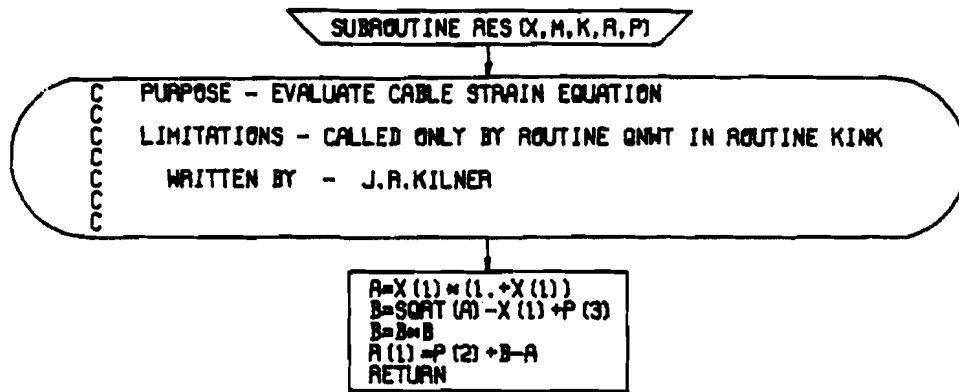 SUBROUTINE RES (X,M,K,R,P)
C PURPOSE - EVALUATE CABLE STRAIN EQUATION
C
C LIMITATIONS - CALLED ONLY BY ROUTINE QNWT IN ROUTINE KINK
C
C WRITTEN BY - J.R.KILNER
C
C
A=X(1)*(1.+X(1))
B=SQRT(A)-X(1)+P(3)
B=B*B
R(1)=P(2)+B-A
RETURN